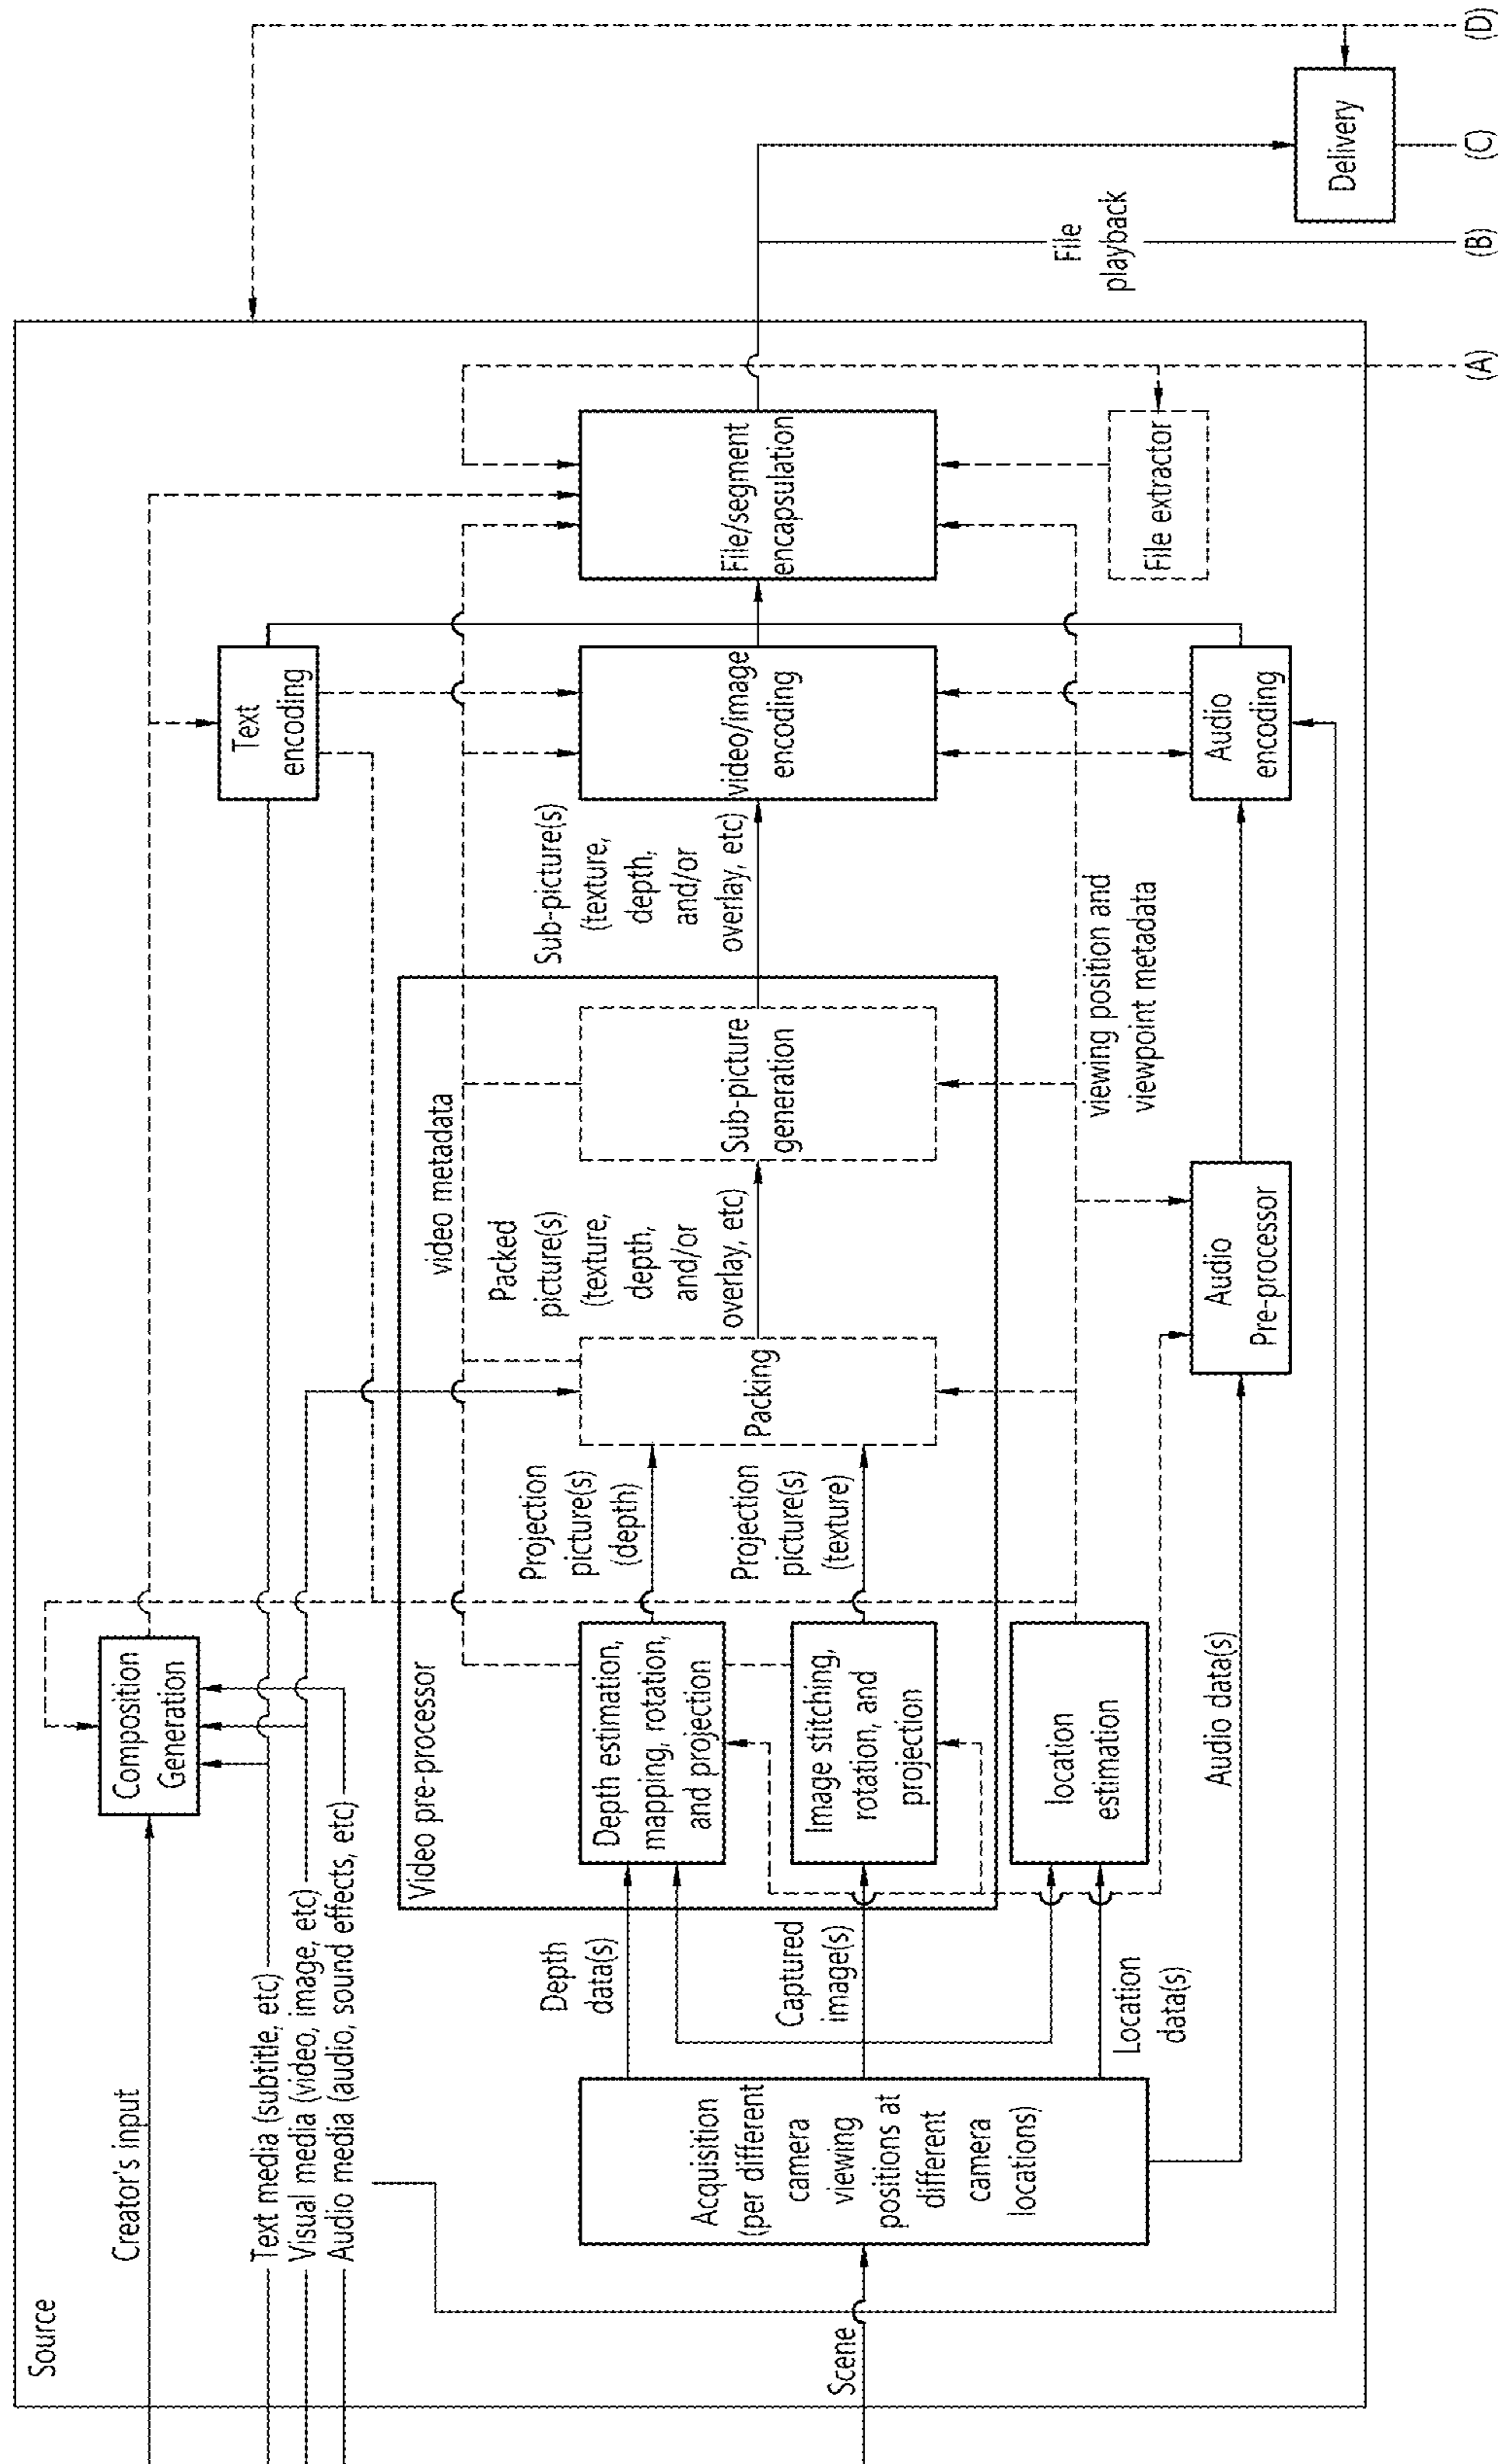 Source
Creator's input
Text media (subtitle, etc)
Visual media (video, image, etc)
Audio media (audio, sound effects, etc)
Scene
Composition
Generation
Text
encoding
Acquisition
(per different
camera
viewing
positions at
different
camera
locations)
Depth
data(s)
Captured
image(s)
Location
data(s)
Video pre-processor
Depth estimation,
mapping, rotation,
and projection
Image stitching,
rotation, and
projection
location
estimation
Audio data(s)
Projection
picture(s)
(depth)
Projection
picture(s)
(texture)
Packing
video metadata
Packed
picture(s)
(texture,
depth,
and/or
overlay, etc)
Sub-picture
generation
Sub-picture(s)
(texture,
depth,
and/or
overlay, etc)
viewing position and
viewpoint metadata
Audio
Pre-processor
video/image
encoding
Audio
encoding
File/segment
encapsulation
File extractor
File
playback
Delivery
(A)
(B)
(C)
(D)